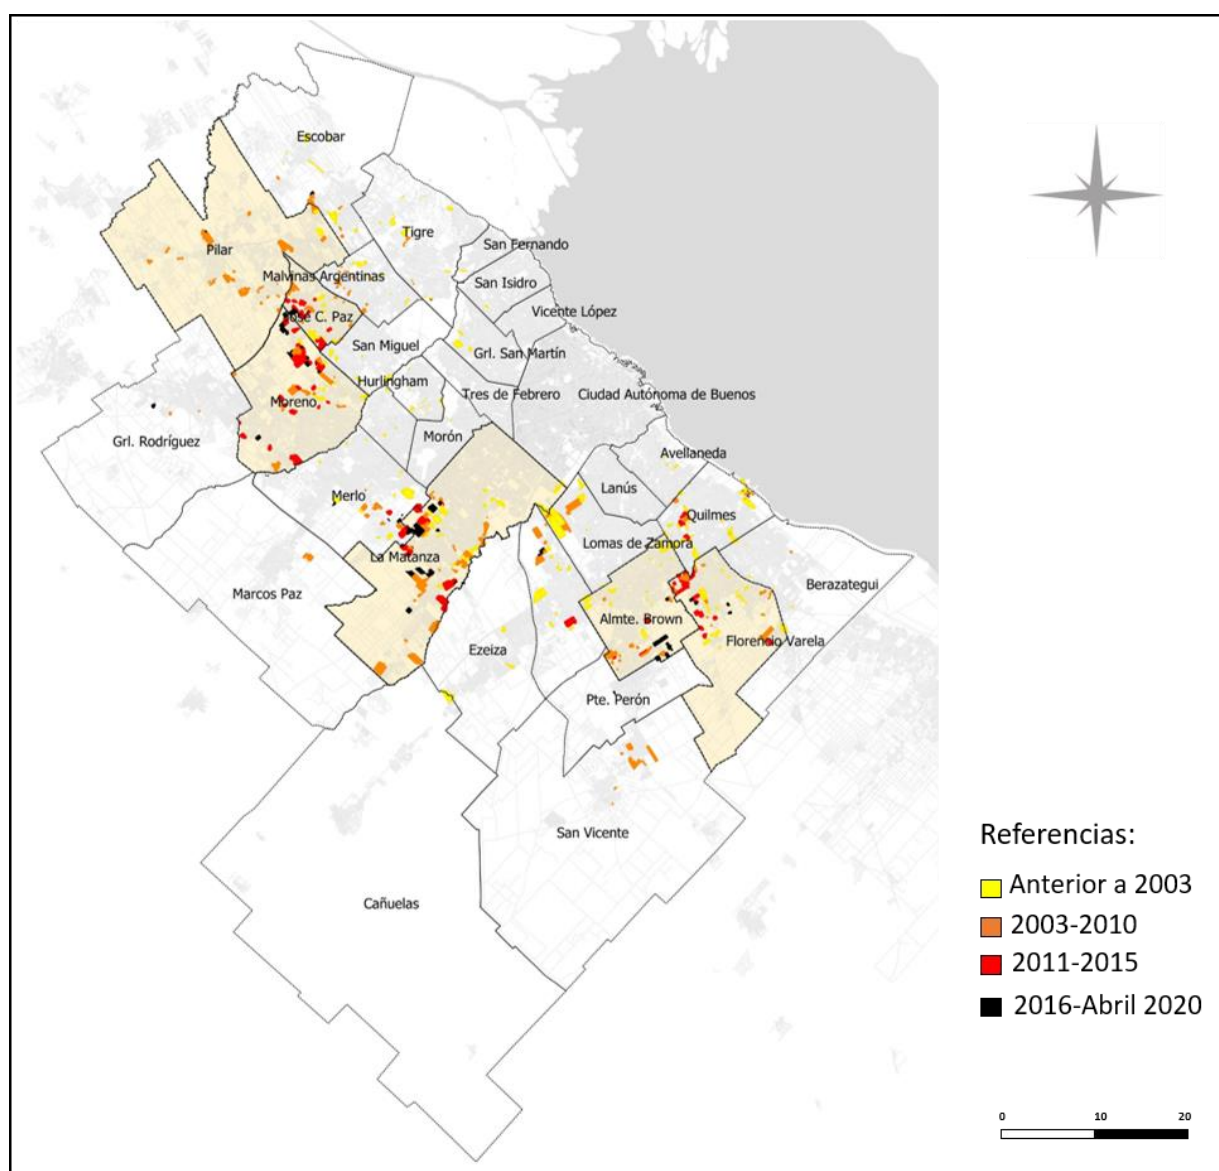 Escobar
Tigre
Pilar
San Fernando
Malvinas Argentinas
San Isidro
Vicente López
José C. Paz
San Miguel
Grl. San Martín
Hurlingham
Tres de Febrero
Ciudad Autónoma de Buenos
Moreno
Grl. Rodríguez
Morón
Avellaneda
Merlo
Lanús
Quilmes
Lomas de Zamora
La Matanza
Berazategui
Marcos Paz
Almte. Brown
Florencio Varela
Ezeiza
Pte. Perón
San Vicente
Cañuelas
Referencias:
Anterior a 2003
2003-2010
2011-2015
2016-Abril 2020
0 10 20